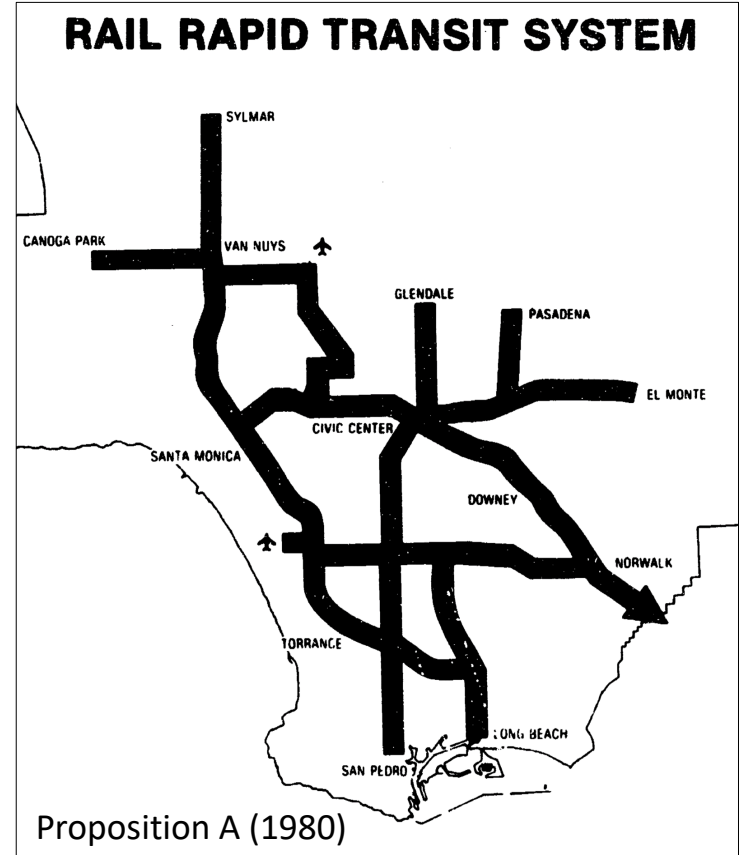 RAIL RAPID TRANSIT SYSTEM
SYLMAR
CANOGA PARK
VAN NUYS
GLENDALE
PASADENA
EL MONTE
CIVIC CENTER
SANTA MONICA
DOWNEY
NORWALK
TORRANCE
LONG BEACH
SAN PEDRO
Proposition A (1980)